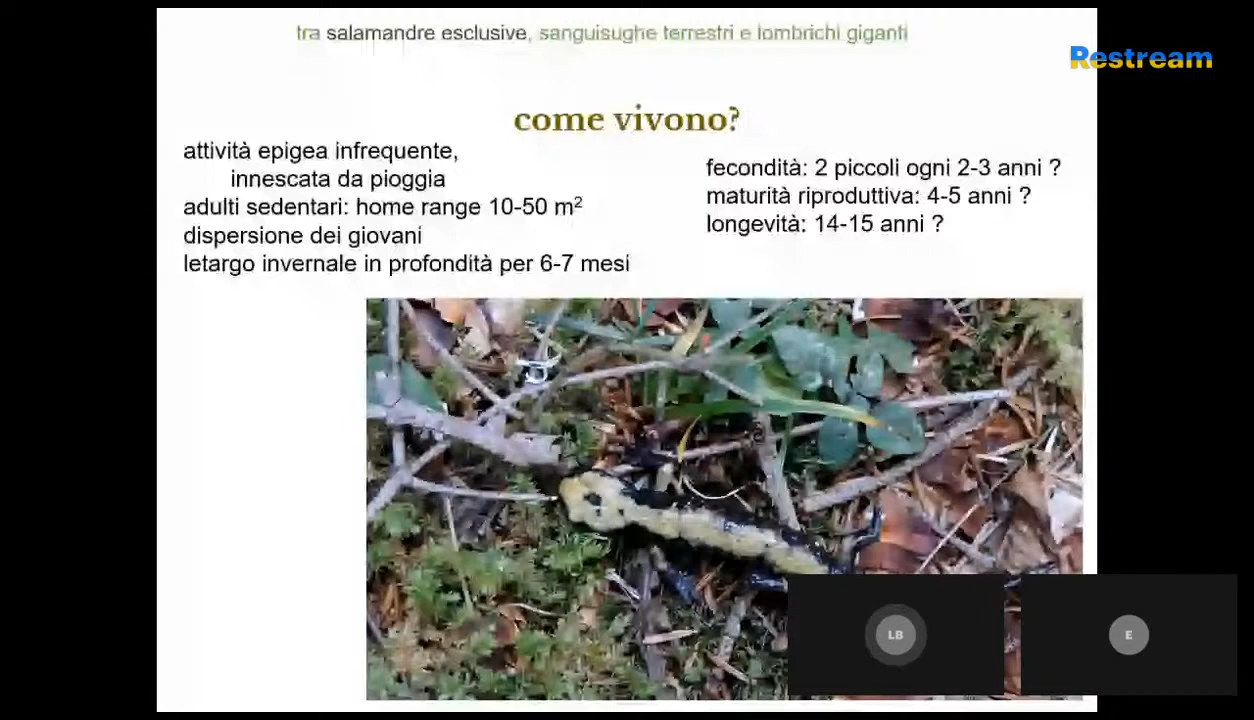 tra salamandre esclusive, sanguisughe terrestri e lombrichi giganti
Restream
come vivono?
attività epigea infrequente,
innescata da pioggia
adulti sedentari: home range 10-50 m²
dispersione dei giovani
letargo invernale in profondità per 6-7 mesi
fecondità: 2 piccoli ogni 2-3 anni ?
maturità riproduttiva: 4-5 anni ?
longevità: 14-15 anni ?
LB
E